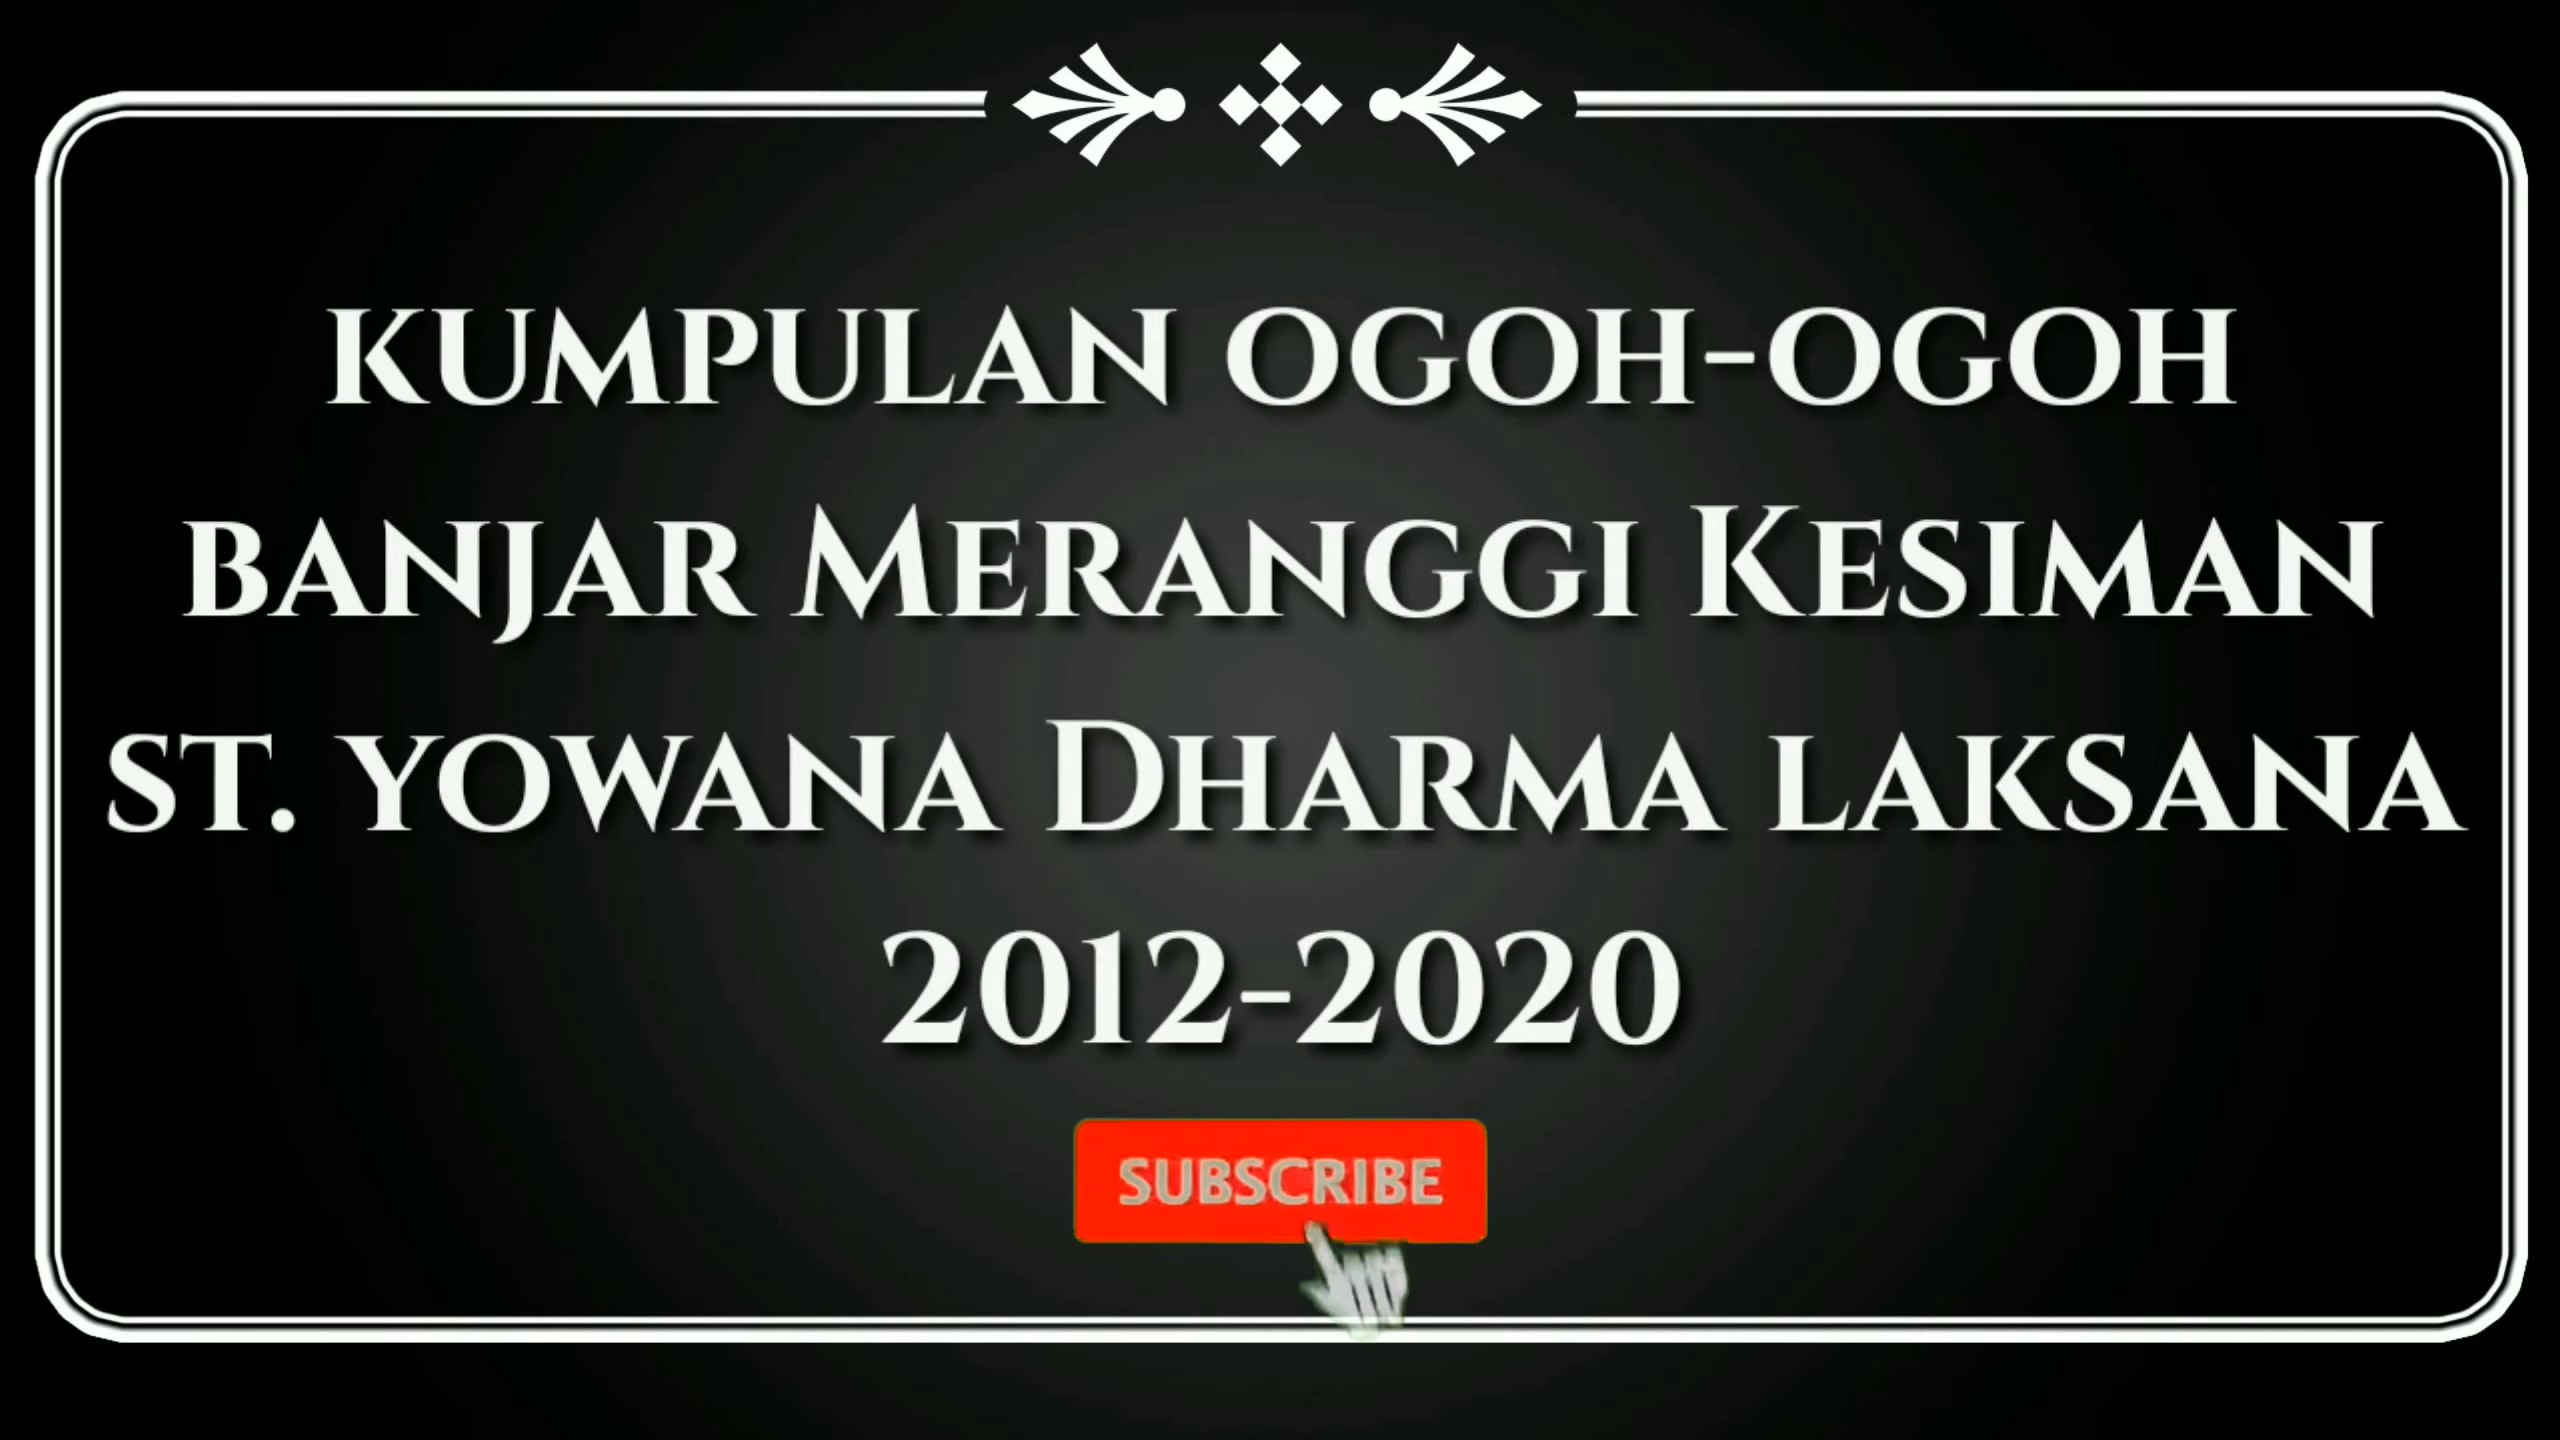 KUMPULAN OGOH-OGOH
BANJAR MERANGGI KESIMAN
ST. YOWANA DHARMA LAKSANA
2012-2020
SUBSCRIBE